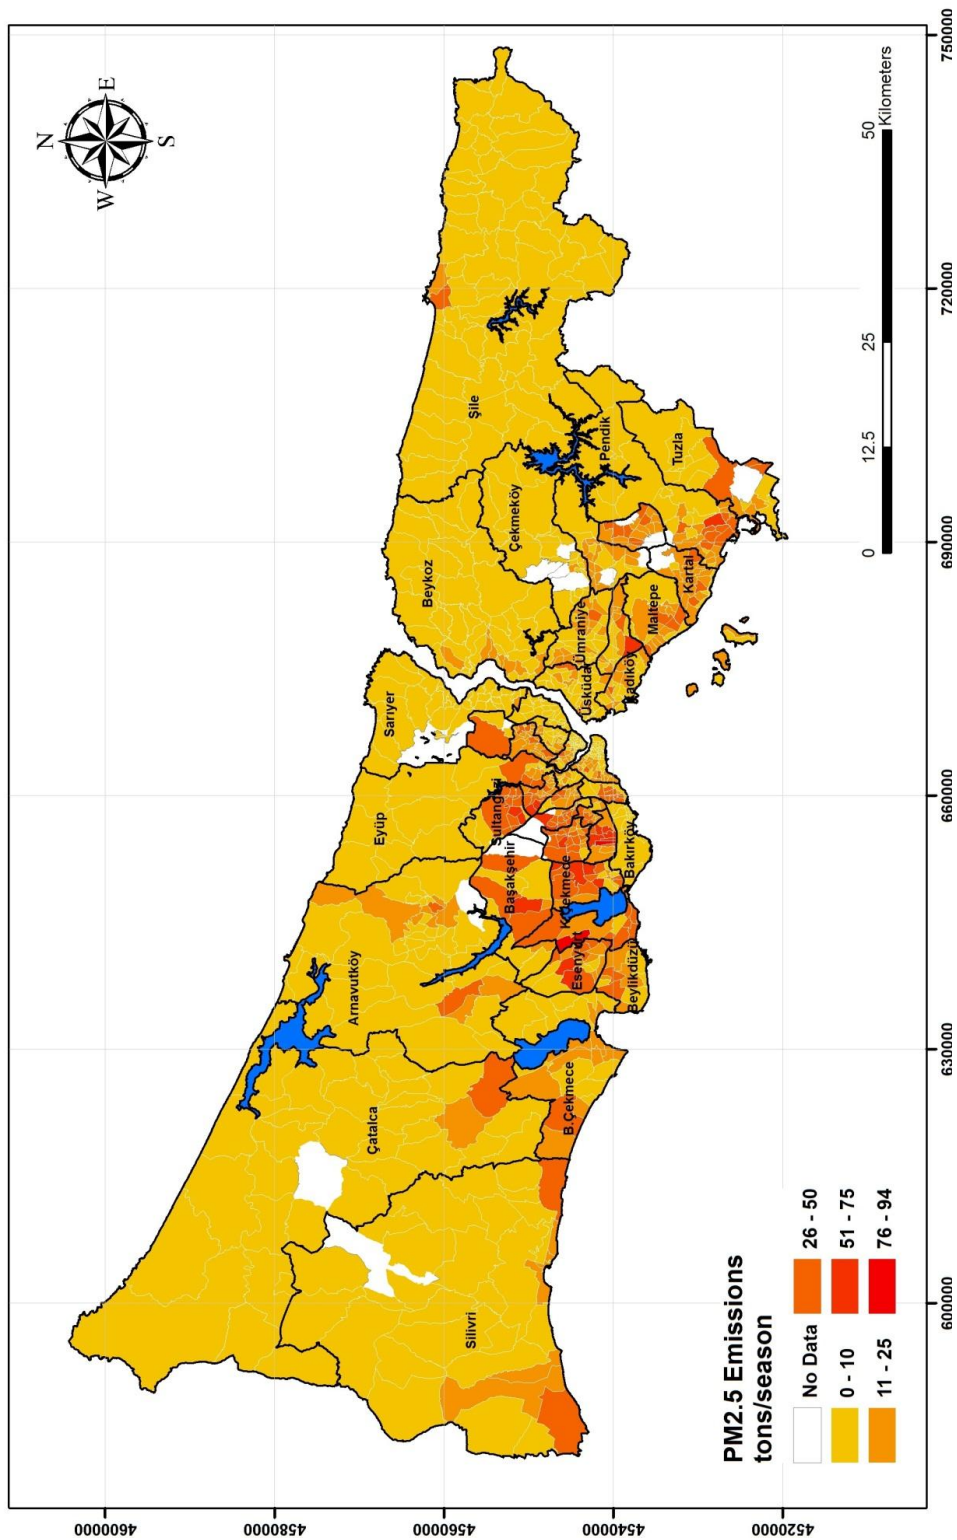 N
W
E
S
4600000
4580000
4560000
4540000
4520000
Sarıyer
Beykoz
Eyüp
Şile
Çekmeköy
Arnavutköy
Çatalca
Sultangazi
Başakşehir
Ümraniye
Üsküdar
Kadıköy
Pendik
Tuzla
Maltepe
Kartal
K.Çekmece
Esenyurt
Bakırköy
Beylikdüzü
B.Çekmece
Silivri
PM2.5 Emissions
tons/season
No Data
26 - 50
0 - 10
51 - 75
11 - 25
76 - 94
0
12.5
25
50
Kilometers
600000
630000
660000
690000
720000
750000